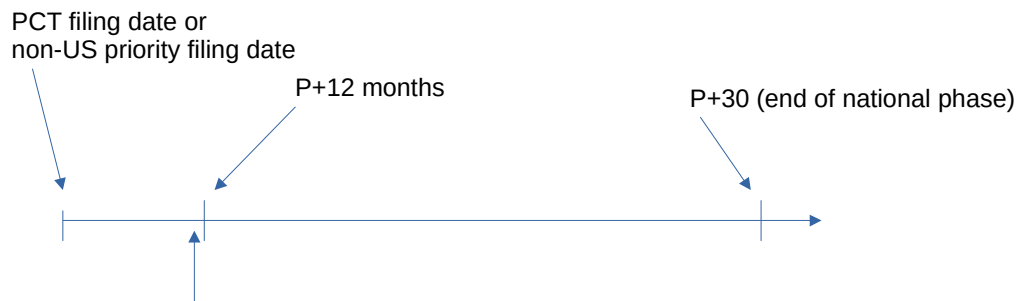 PCT filing date or
non-US priority filing date
P+12 months
P+30 (end of national phase)